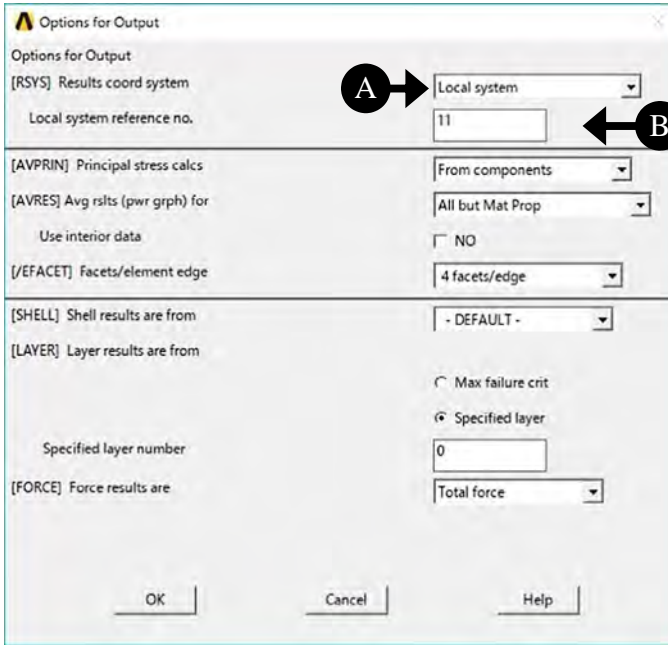 Options for Output
Options for Output
[RSYS] Results coord system A Local system
Local system reference no. 11 B
[AVPRIN] Principal stress calcs From components
[AVRES] Avg rslts (pwr grph) for All but Mat Prop
Use interior data NO
[/EFACET] Facets/element edge 4 facets/edge
[SHELL] Shell results are from - DEFAULT -
[LAYER] Layer results are from
Max failure crit
Specified layer
Specified layer number 0
[FORCE] Force results are Total force
OK Cancel Help